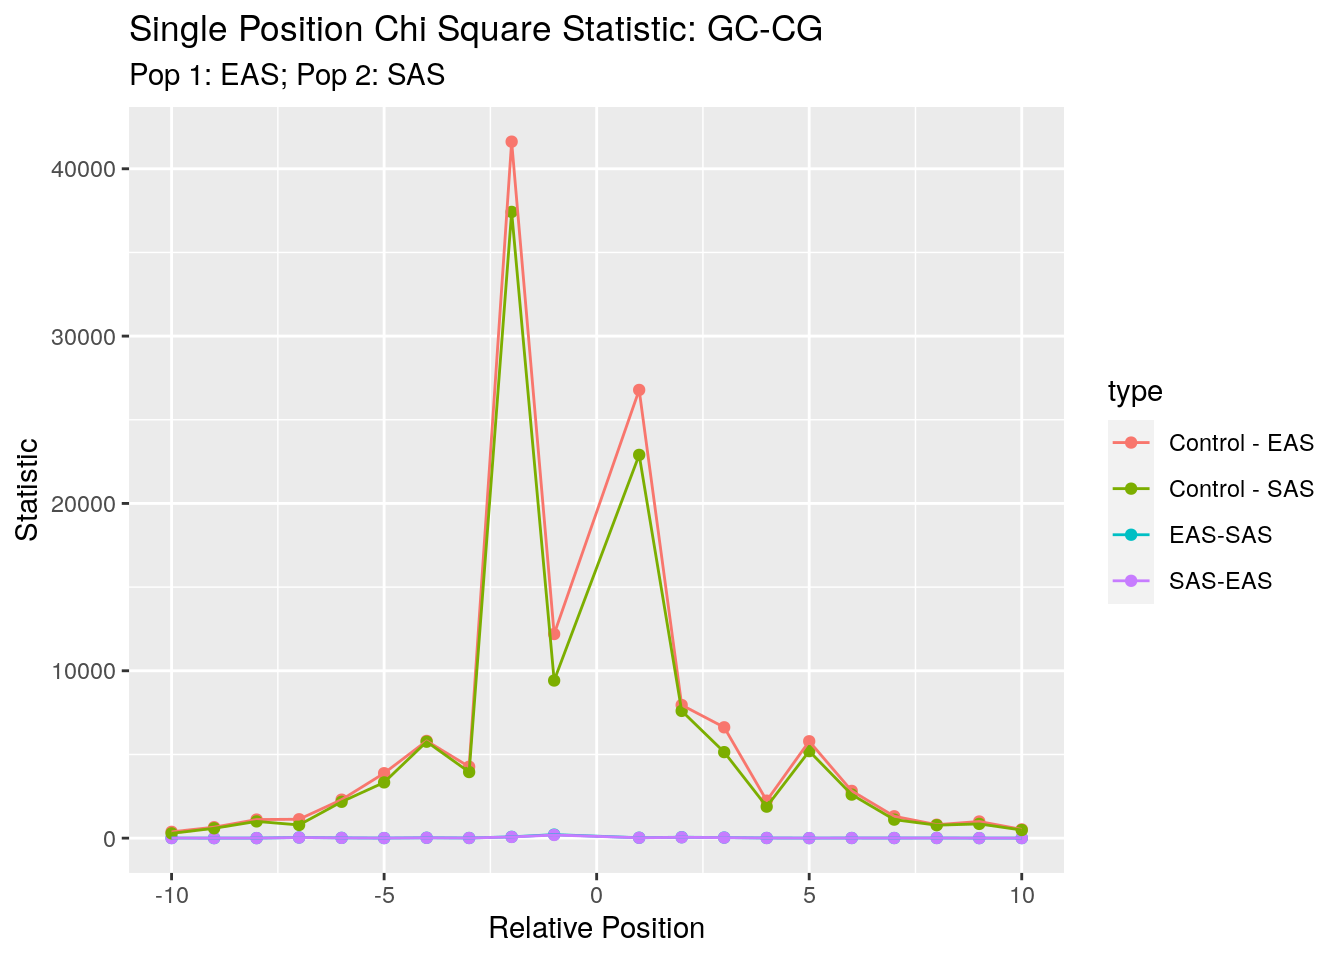 Single Position Chi Square Statistic: GC-CG
Pop 1: EAS; Pop 2: SAS
Statistic
40000
30000
20000
10000
0
-10
-5
0
5
10
Relative Position
type
Control - EAS
Control - SAS
EAS-SAS
SAS-EAS